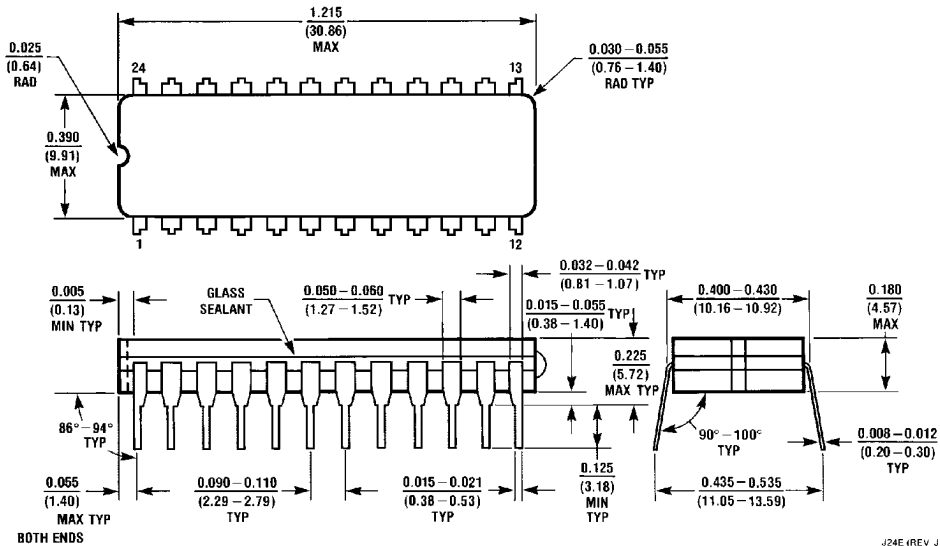 1.215
(30.86)
MAX
0.025
(0.64)
RAD
24
13
0.030–0.055
(0.76–1.40)
RAD TYP
0.390
(9.91)
MAX
1
12
0.005
(0.13)
MIN TYP
GLASS
SEALANT
0.050–0.060
(1.27–1.52)
TYP
0.032–0.042
(0.81–1.07)
TYP
0.015–0.055
(0.38–1.40)
TYP
0.400–0.430
(10.16–10.92)
0.180
(4.57)
MAX
0.225
(5.72)
MAX TYP
86°–94°
TYP
90°–100°
TYP
0.008–0.012
(0.20–0.30)
TYP
0.055
(1.40)
MAX TYP
BOTH ENDS
0.090–0.110
(2.29–2.79)
TYP
0.015–0.021
(0.38–0.53)
TYP
0.125
(3.18)
MIN
TYP
0.435–0.535
(11.05–13.59)
J24E (REV J